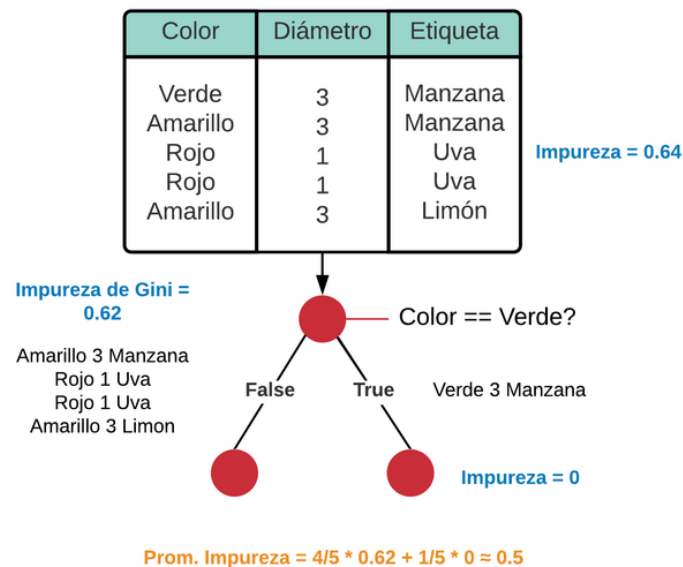 Color Diámetro Etiqueta
Verde 3 Manzana
Amarillo 3 Manzana
Rojo 1 Uva
Rojo 1 Uva
Amarillo 3 Limón
Impureza = 0.64
Impureza de Gini =
0.62
Color == Verde?
Amarillo 3 Manzana
Rojo 1 Uva
Rojo 1 Uva
Amarillo 3 Limon
False
True
Verde 3 Manzana
Impureza = 0
Prom. Impureza = 4/5 * 0.62 + 1/5 * 0 ≈ 0.5